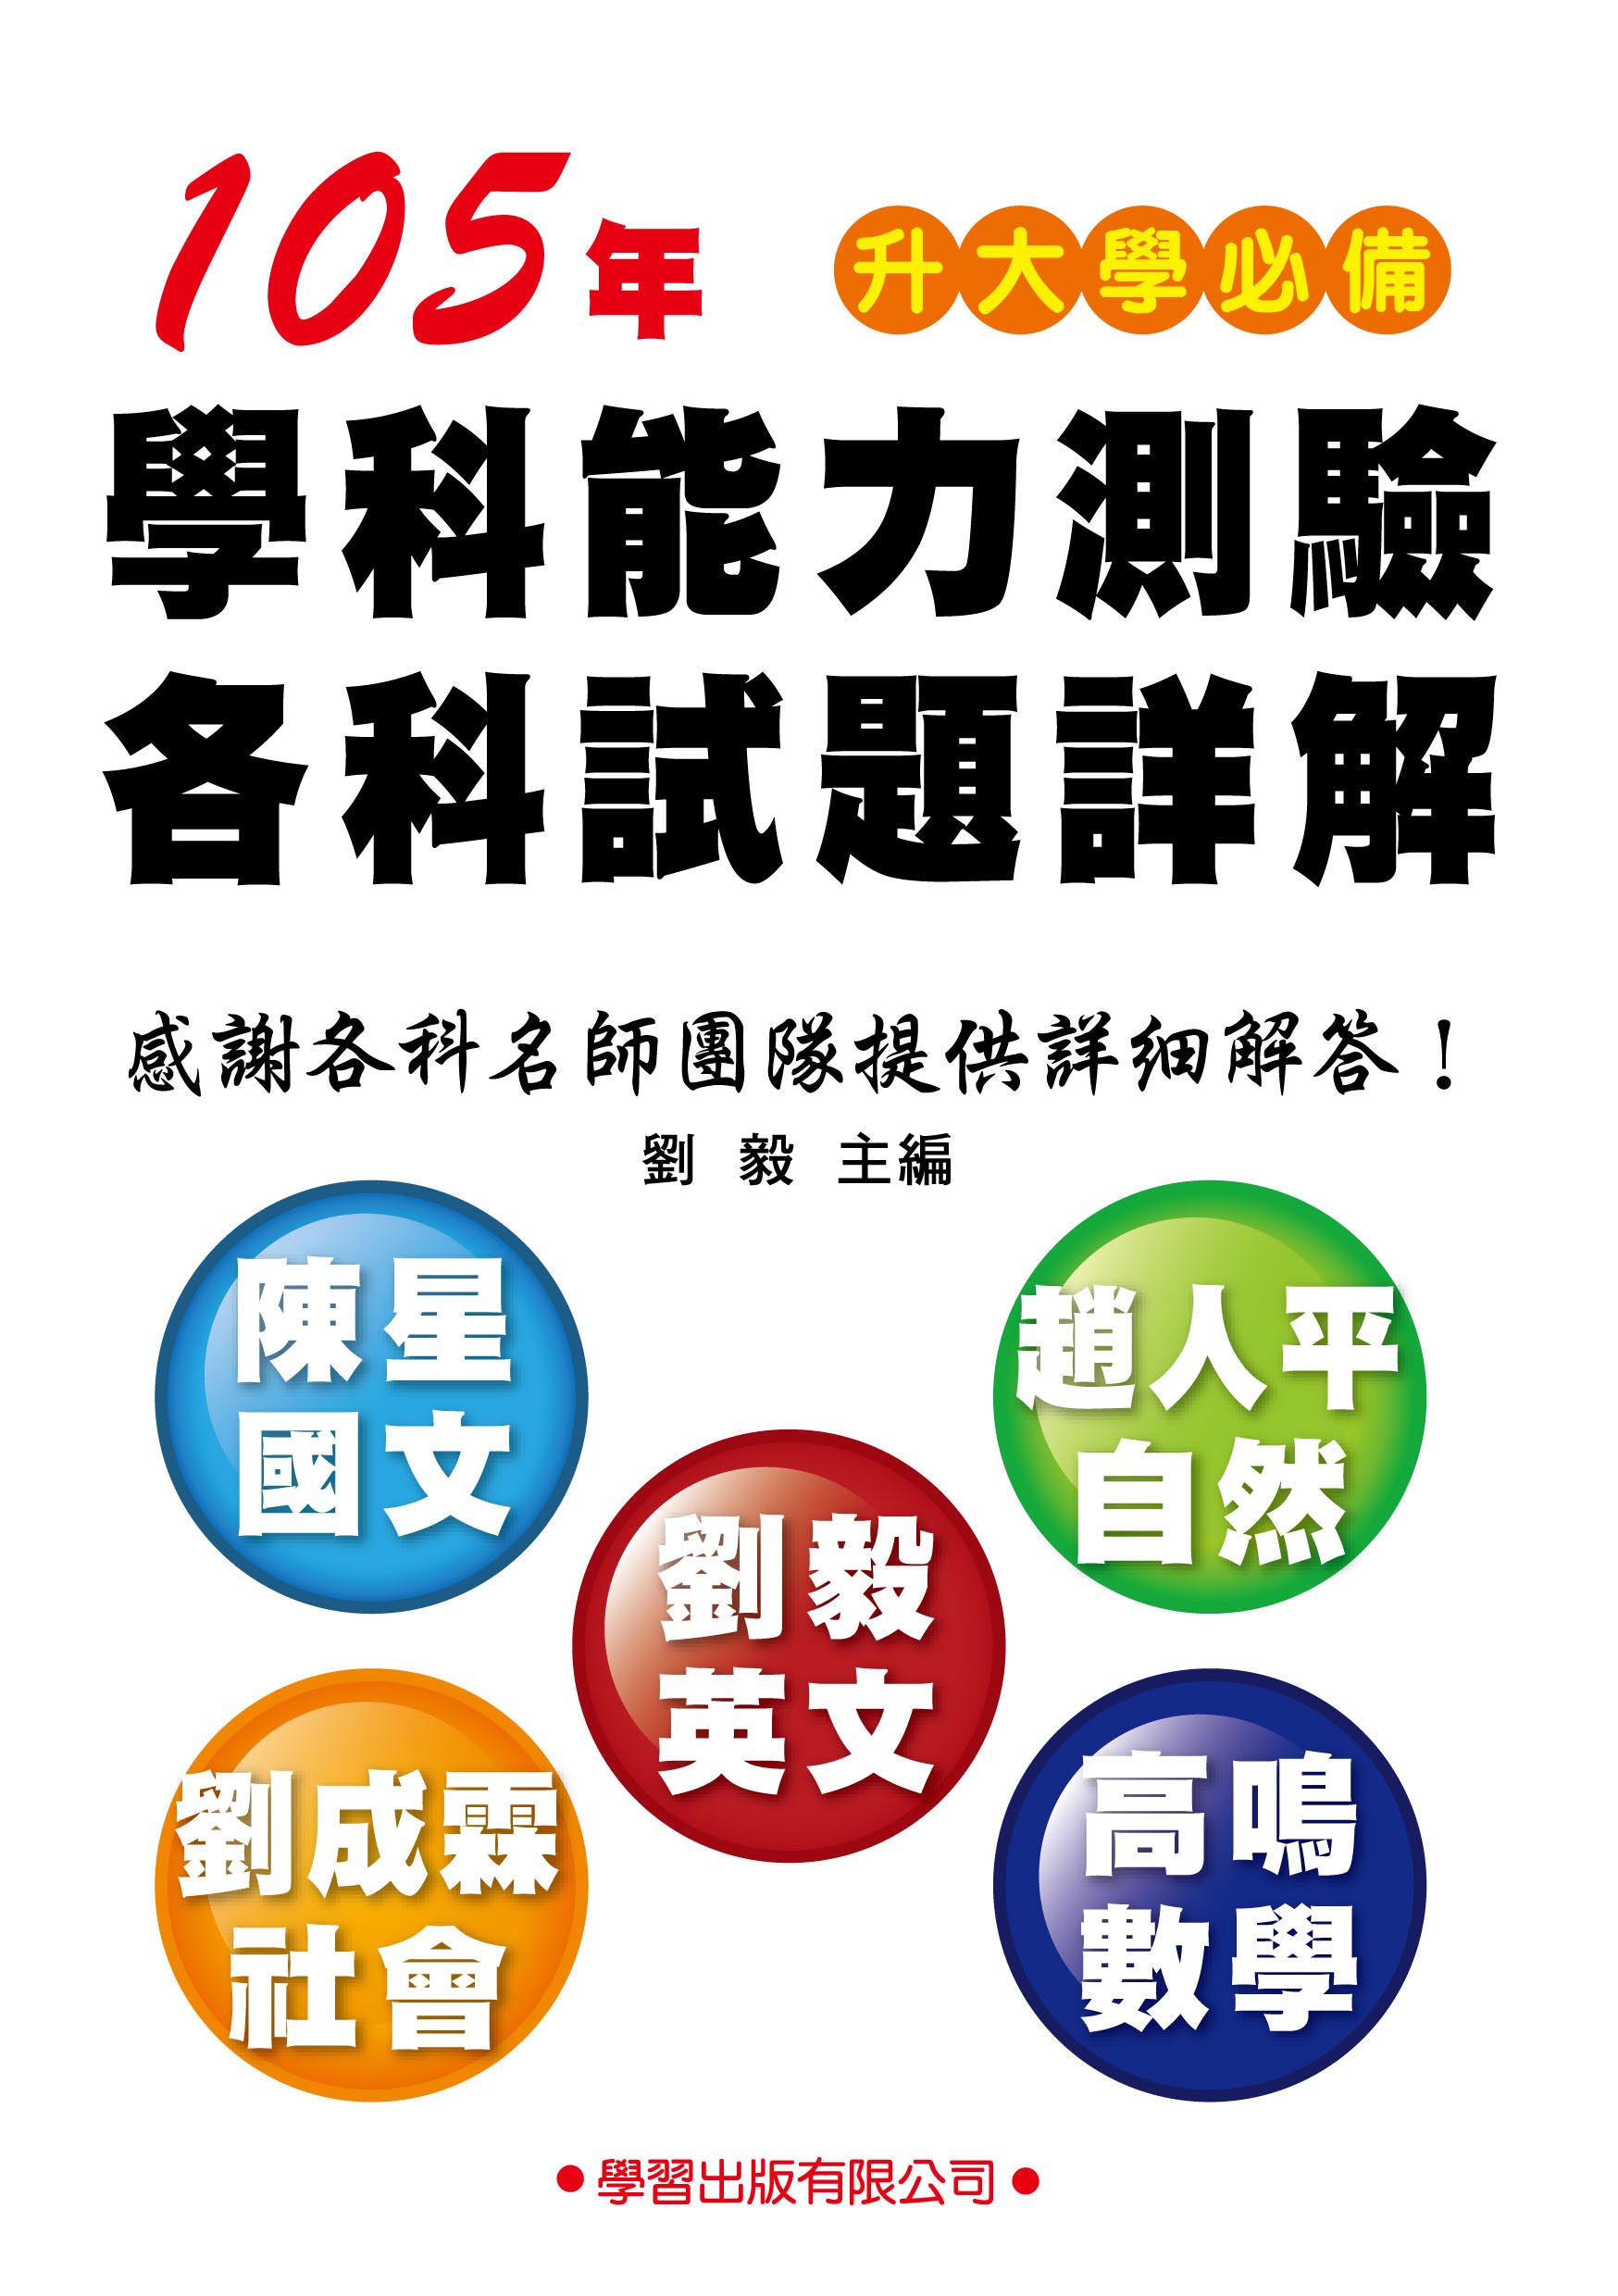 105年
升大學必備
學科能力測驗
各科試題詳解
感謝各科名師團隊提供詳細解答！
劉 毅 主編
陳星
國文
趙人平
自然
劉毅
英文
劉成霖
社會
高鳴
數學
●學習出版有限公司●